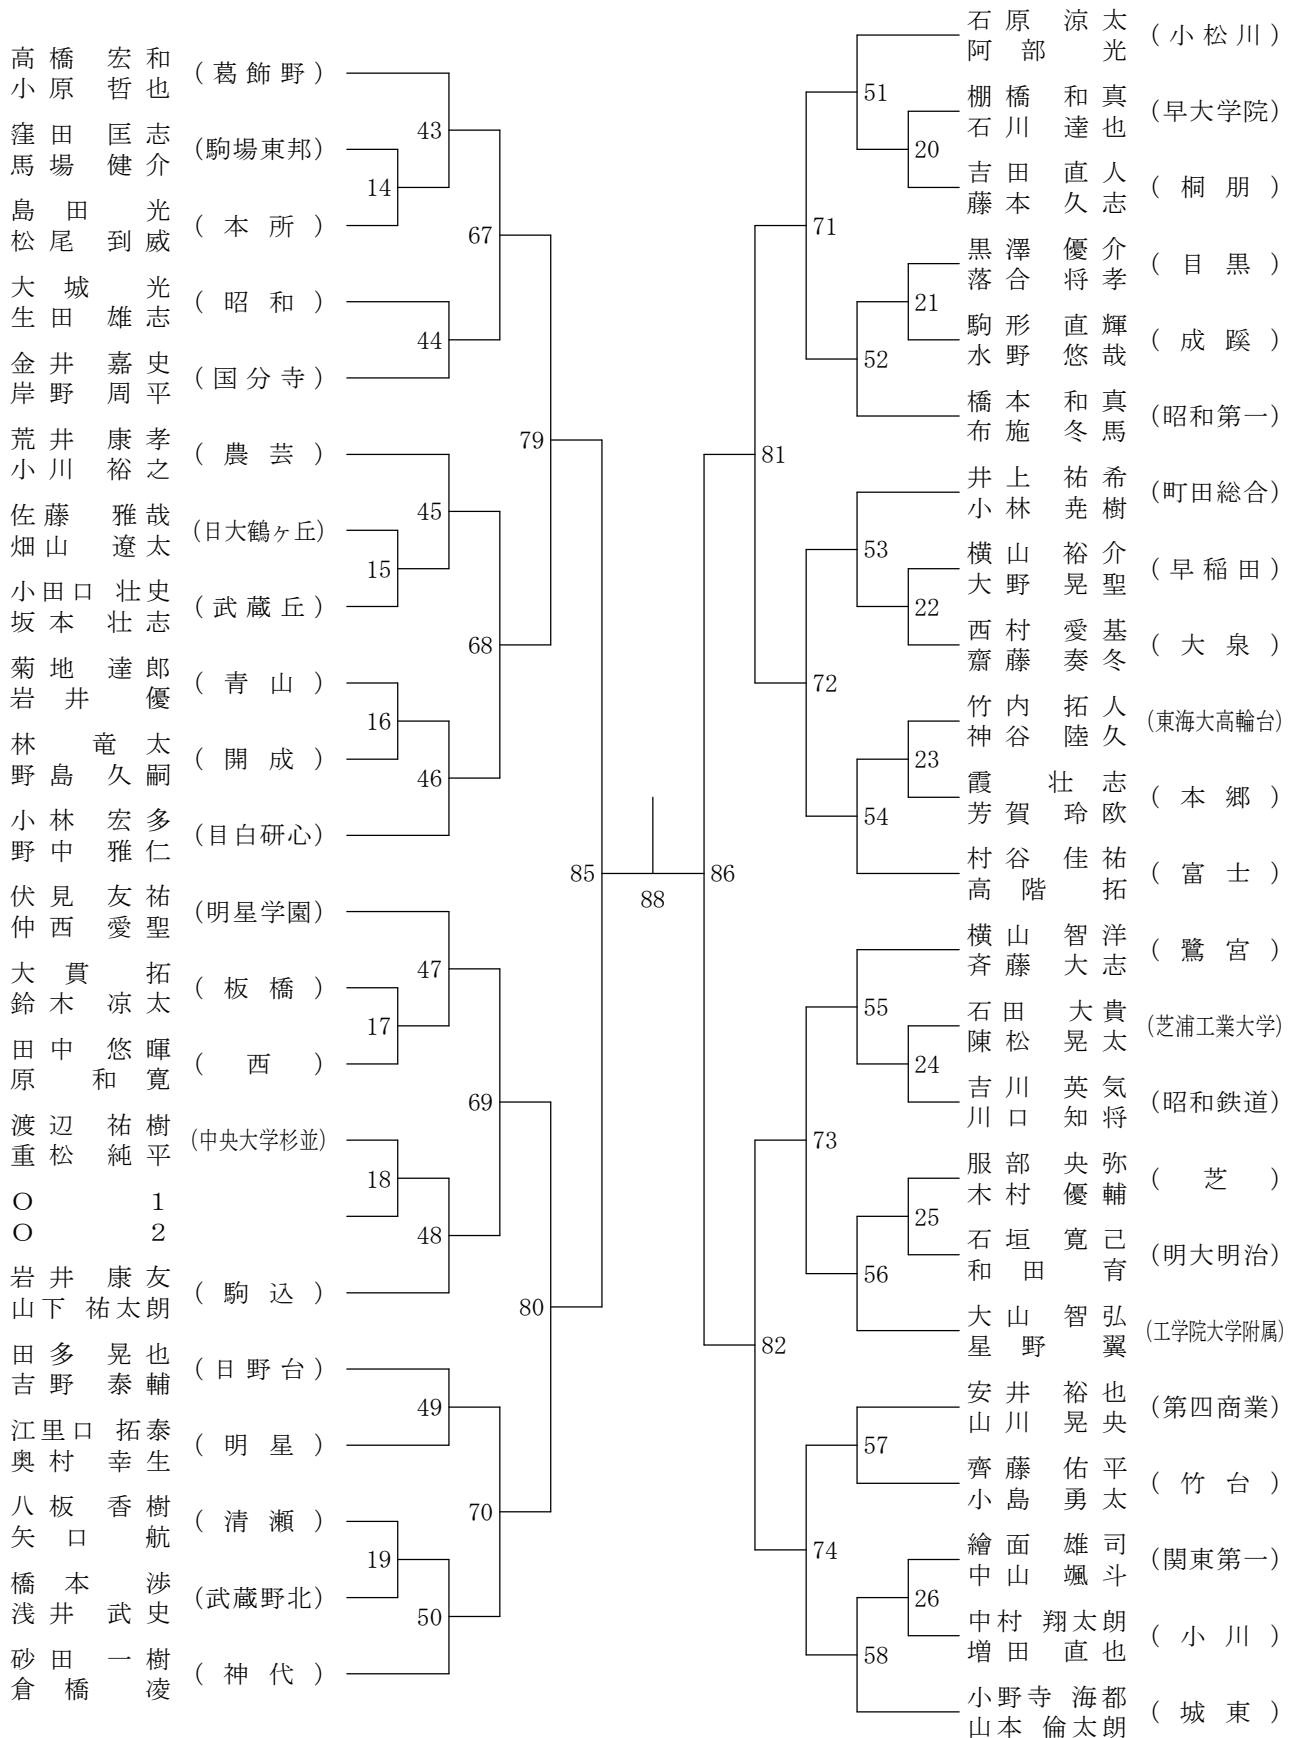 高橋 宏和
小原 哲也
(葛飾野)
窪田 匡志
馬場 健介
(駒場東邦)
島田 光
松尾 到威
(本所)
大城 光
生田 雄志
(昭和)
金井 嘉史
岸野 周平
(国分寺)
荒井 康孝
小川 裕之
(農芸)
佐藤 雅哉
畑山 遼太
(日大鶴ヶ丘)
小田口 壮史
坂本 壮志
(武蔵丘)
菊地 達郎
岩井 優
(青山)
林 竜太
野島 久嗣
(開成)
小林 宏多
野中 雅仁
(目白研心)
伏見 友祐
仲西 愛聖
(明星学園)
大貫 拓
鈴木 凉太
(板橋)
田中 悠暉
原 和寛
(西)
渡辺 祐樹
重松 純平
(中央大学杉並)
O 1
O 2
岩井 康友
山下 祐太朗
(駒込)
田多 晃也
吉野 泰輔
(日野台)
江里口 拓泰
奥村 幸生
(明星)
八板 香樹
矢口 航
(清瀬)
橋本 渉
浅井 武史
(武蔵野北)
砂田 一樹
倉橋 凌
(神代)
43
14
67
44
79
45
15
68
16
46
85
47
17
69
18
48
80
49
70
19
50
88
86
51
20
71
21
52
81
53
22
72
23
54
55
24
73
25
56
82
57
74
26
58
石原 涼太
阿部 光
(小松川)
棚橋 和真
石川 達也
(早大学院)
吉田 直人
藤本 久志
(桐朋)
黒澤 優介
落合 将孝
(目黒)
駒形 直輝
水野 悠哉
(成蹊)
橋本 和真
布施 冬馬
(昭和第一)
井上 祐希
小林 尭樹
(町田総合)
横山 裕介
大野 晃聖
(早稲田)
西村 愛基
齋藤 奏冬
(大泉)
竹内 拓人
神谷 陸久
(東海大高輪台)
霞 壮志
芳賀 玲欧
(本郷)
村谷 佳祐
高階 拓
(富士)
横山 智洋
斉藤 大志
(鷺宮)
石田 大貴
陳松 晃太
(芝浦工業大学)
吉川 英気
川口 知将
(昭和鉄道)
服部 央弥
木村 優輔
(芝)
石垣 寛己
和田 育
(明大明治)
大山 智弘
星野 翼
(工学院大学附属)
安井 裕也
山川 晃央
(第四商業)
齊藤 佑平
小島 勇太
(竹台)
繪面 雄司
中山 颯斗
(関東第一)
中村 翔太朗
増田 直也
(小川)
小野寺 海都
山本 倫太朗
(城東)